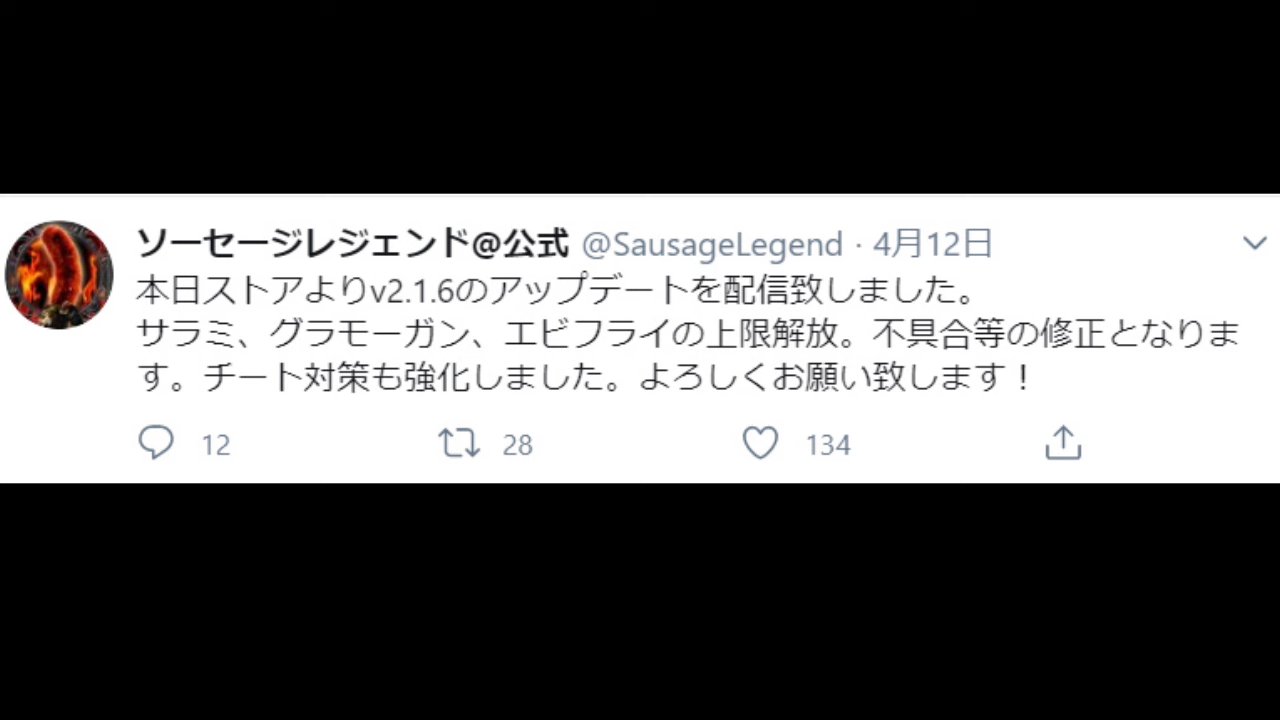 ソーセージレジェンド@公式 @SausageLegend · 4月12日
本日ストアよりv2.1.6のアップデートを配信致しました。
サラミ、グラモーガン、エビフライの上限解放。不具合等の修正となりま
す。チート対策も強化しました。よろしくお願い致します！
12 28 134